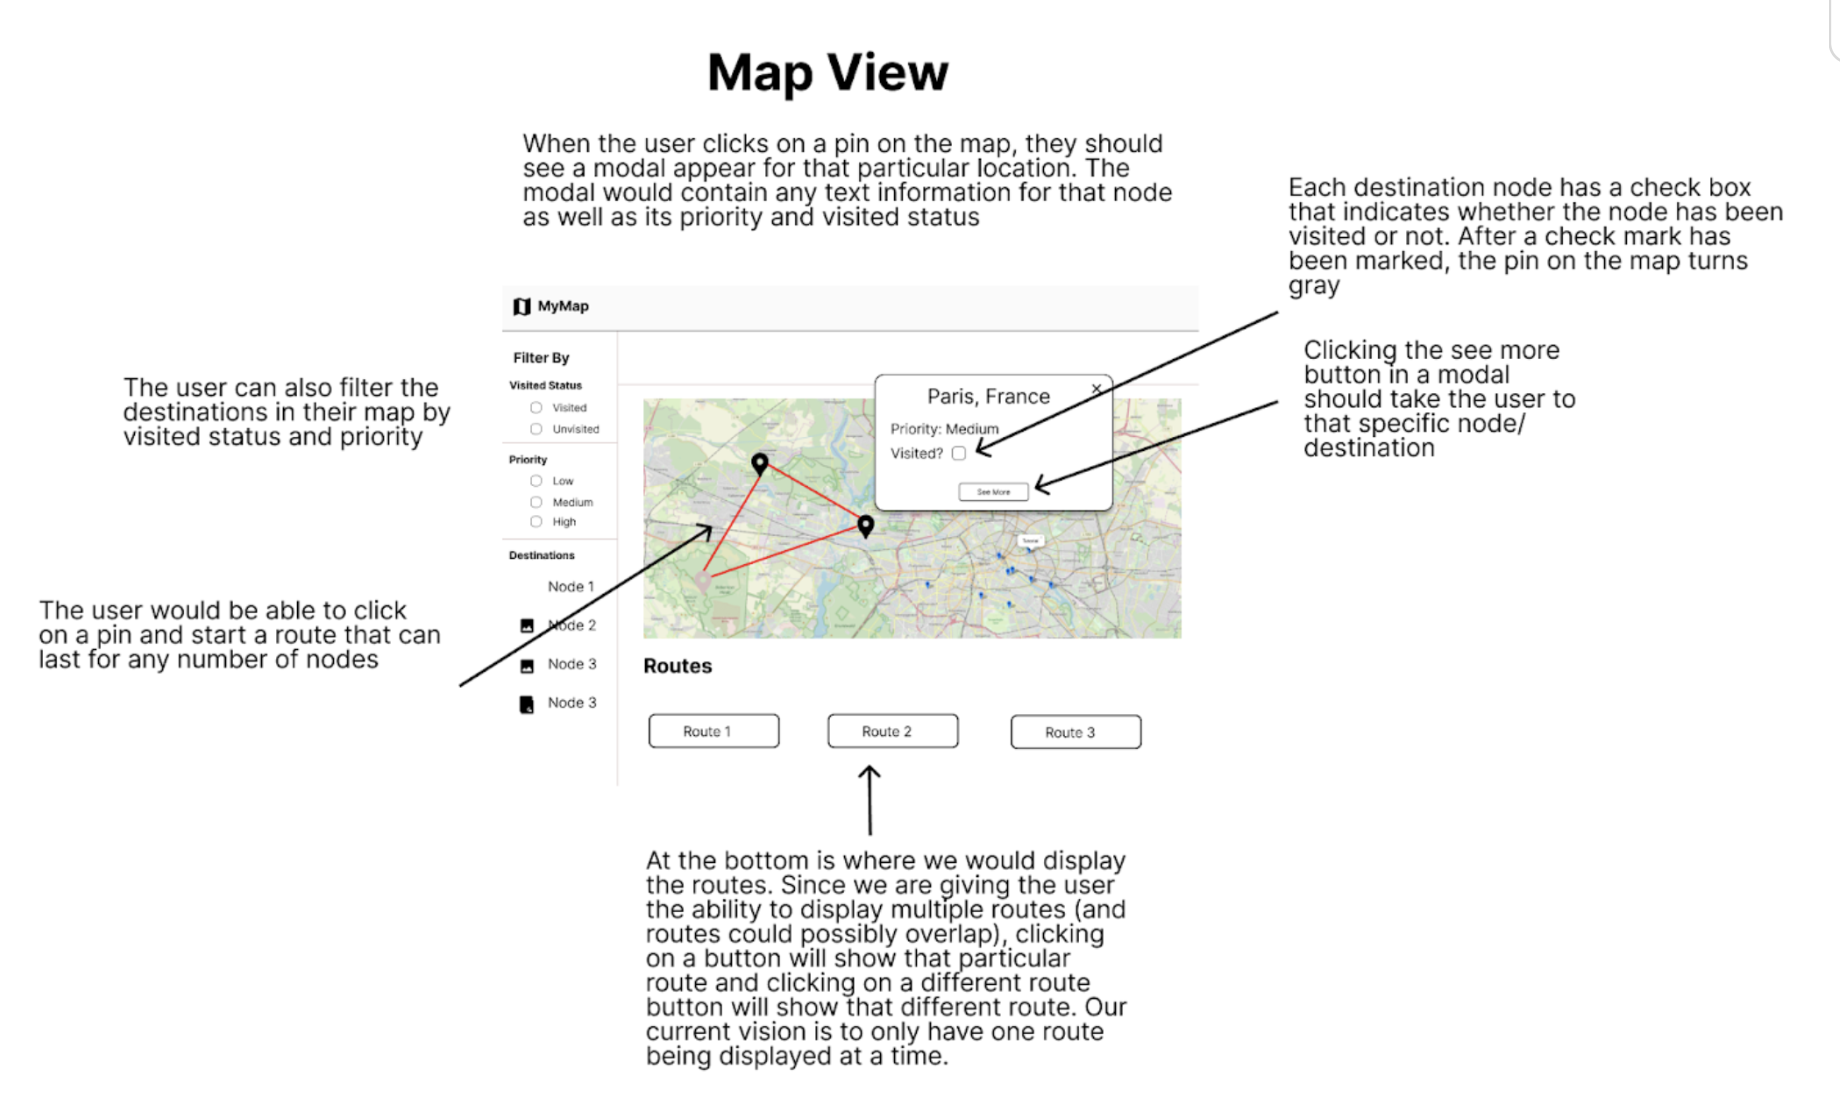 Map View
When the user clicks on a pin on the map, they should
see a modal appear for that particular location. The
modal would contain any text information for that node
as well as its priority and visited status
Each destination node has a check box
that indicates whether the node has been
visited or not. After a check mark has
been marked, the pin on the map turns
gray
Clicking the see more
button in a modal
should take the user to
that specific node/
destination
The user can also filter the
destinations in their map by
visited status and priority
The user would be able to click
on a pin and start a route that can
last for any number of nodes
MyMap
Filter By
Visited Status
Visited
Unvisited
Priority
Low
Medium
High
Destinations
Node 1
Node 2
Node 3
Node 3
Paris, France
Priority: Medium
Visited?
See More
Routes
Route 1
Route 2
Route 3
At the bottom is where we would display
the routes. Since we are giving the user
the ability to display multiple routes (and
routes could possibly overlap), clicking
on a button will show that particular
route and clicking on a different route
button will show that different route. Our
current vision is to only have one route
being displayed at a time.